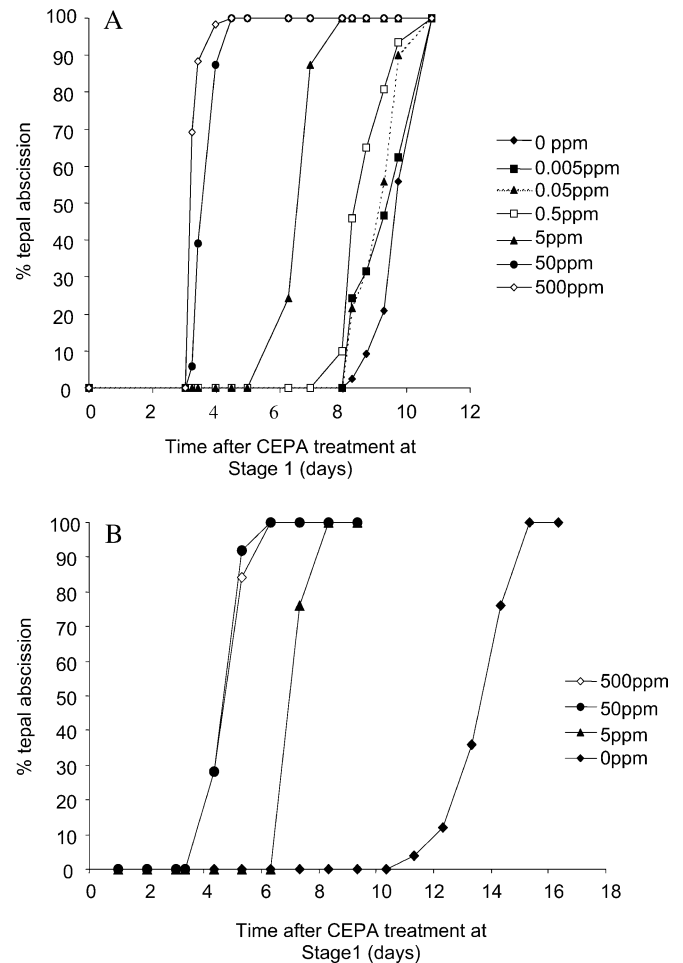 A
100
90
80
70
60
50
40
30
20
10
0
% tepal abscission
0 2 4 6 8 10 12
Time after CEPA treatment at
Stage 1 (days)
0 ppm
0.005ppm
0.05ppm
0.5ppm
5ppm
50ppm
500ppm
B
100
90
80
70
60
50
40
30
20
10
0
% tepal abscission
0 2 4 6 8 10 12 14 16 18
Time after CEPA treatment at
Stage1 (days)
500ppm
50ppm
5ppm
0ppm